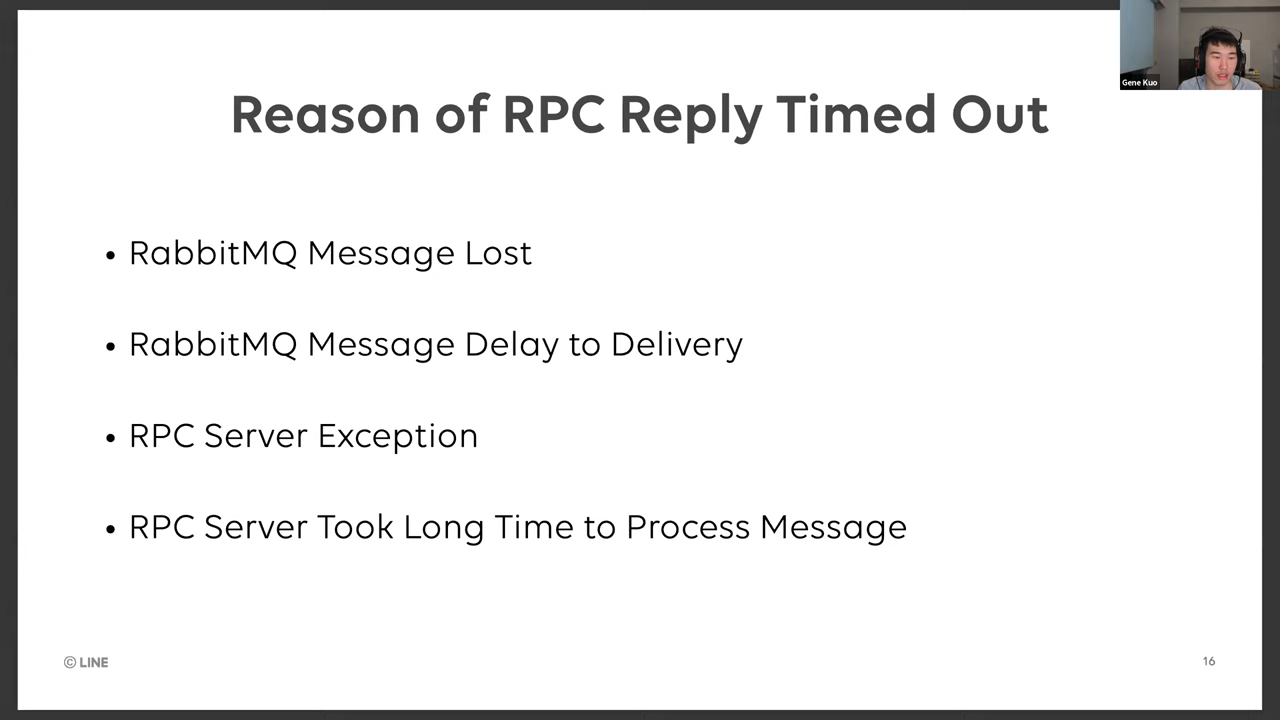 Gene Kuo
Reason of RPC Reply Timed Out
• RabbitMQ Message Lost
• RabbitMQ Message Delay to Delivery
• RPC Server Exception
• RPC Server Took Long Time to Process Message
© LINE
16